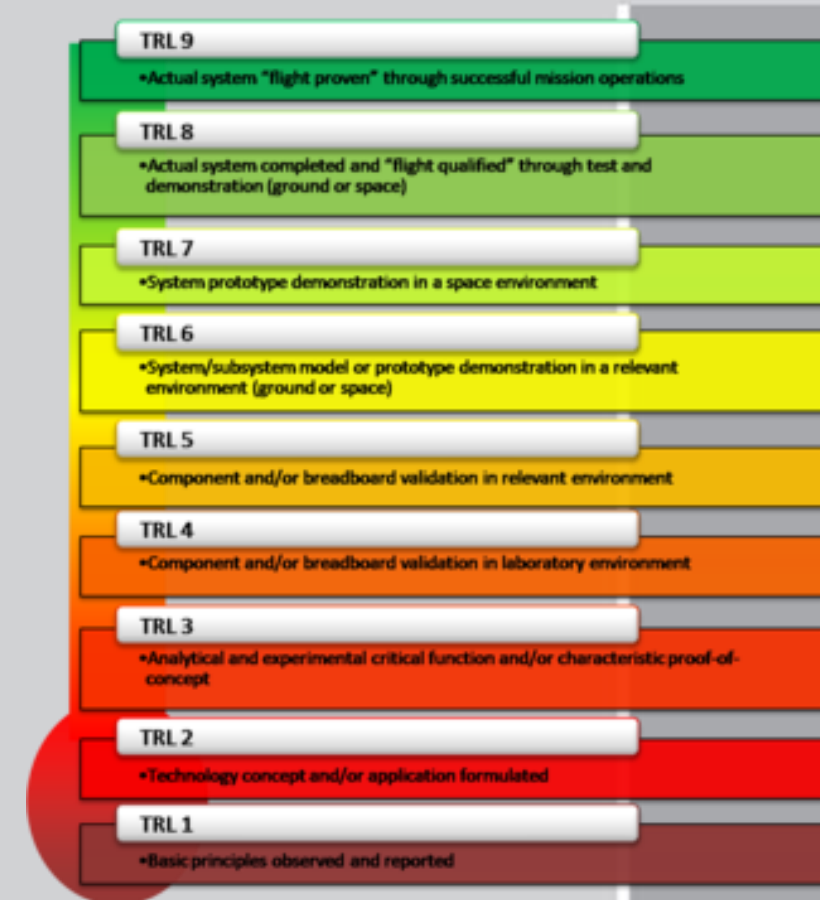 TRL 9
•Actual system "flight proven" through successful mission operations
TRL 8
•Actual system completed and "flight qualified" through test and
demonstration (ground or space)
TRL 7
•System prototype demonstration in a space environment
TRL 6
•System/subsystem model or prototype demonstration in a relevant
environment (ground or space)
TRL 5
•Component and/or breadboard validation in relevant environment
TRL 4
•Component and/or breadboard validation in laboratory environment
TRL 3
•Analytical and experimental critical function and/or characteristic proof-of-
concept
TRL 2
•Technology concept and/or application formulated
TRL 1
•Basic principles observed and reported